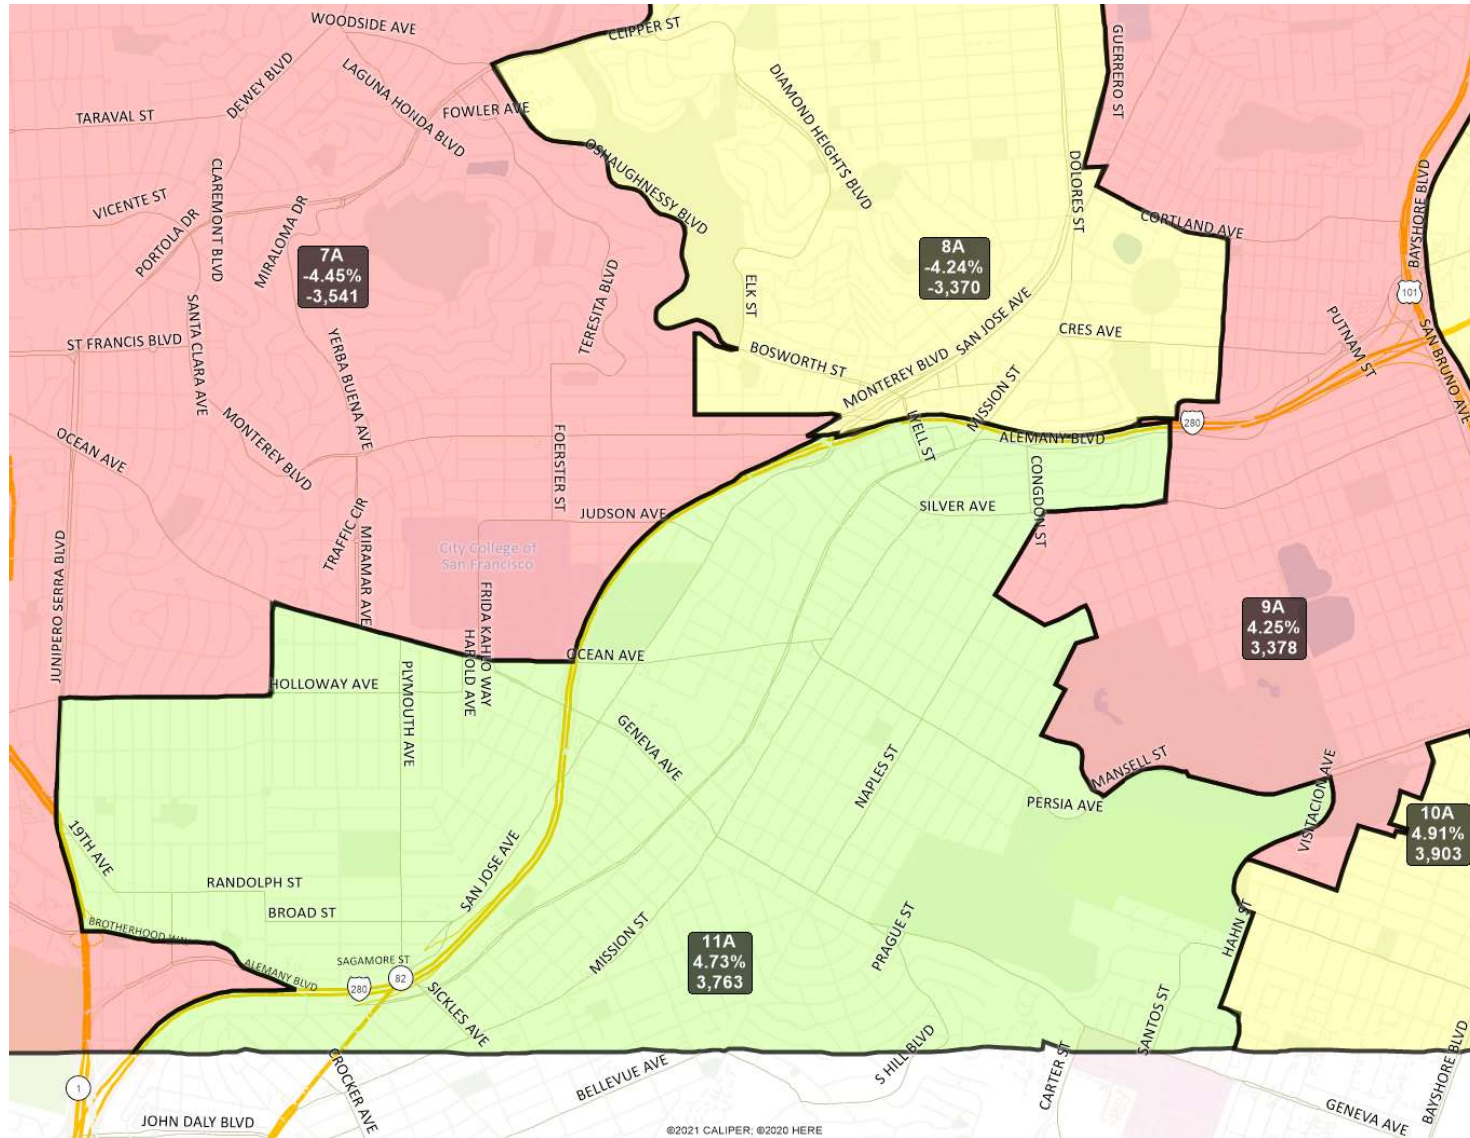 WOODSIDE AVE
CLIPPER ST
GUERRERO ST
DEWEY BLVD
LAGUNA HONDA BLVD
DIAMOND HEIGHTS BLVD
TARAVAL ST
FOWLER AVE
OSHAUGHNESSY BLVD
CLAREMONT BLVD
DOLORES ST
BAYSHORE BLVD
VICENTE ST
PORTOLA DR
MIRALOMA DR
CORTLAND AVE
7A
-4.45%
-3,541
8A
-4.24%
-3,370
ELK ST
TERESITA BLVD
SAN JOSE AVE
101
ST FRANCIS BLVD
SANTA CLARA AVE
YERBA BUENA AVE
CRES AVE
PUTNAM ST
SAN BRUNO AVE
BOSWORTH ST
MONTEREY BLVD
MISSION ST
OCEAN AVE
MONTEREY BLVD
LYELL ST
280
ALEMANY BLVD
FOERSTER ST
CONGDON ST
SILVER AVE
JUDSON AVE
TRAFFIC CIR
MIRAMAR AVE
JUNIPERO SERRA BLVD
City College of
San Francisco
FRIDA KAHLO WAY
HAROLD AVE
9A
4.25%
3,378
OCEAN AVE
HOLLOWAY AVE
PLYMOUTH AVE
GENEVA AVE
NAPLES ST
MANSELL ST
PERSIA AVE
VISITACION AVE
10A
4.91%
3,903
19TH AVE
RANDOLPH ST
BROAD ST
SAN JOSE AVE
BROTHERHOOD WAY
MISSION ST
PRAGUE ST
HAHN ST
11A
4.73%
3,763
SAGAMORE ST
ALEMANY BLVD
280
82
SICKLES AVE
SANTOS ST
S HILL BLVD
CARTER ST
BAYSHORE BLVD
1
CROCKER AVE
BELLEVUE AVE
GENEVA AVE
JOHN DALY BLVD
©2021 CALIPER; ©2020 HERE